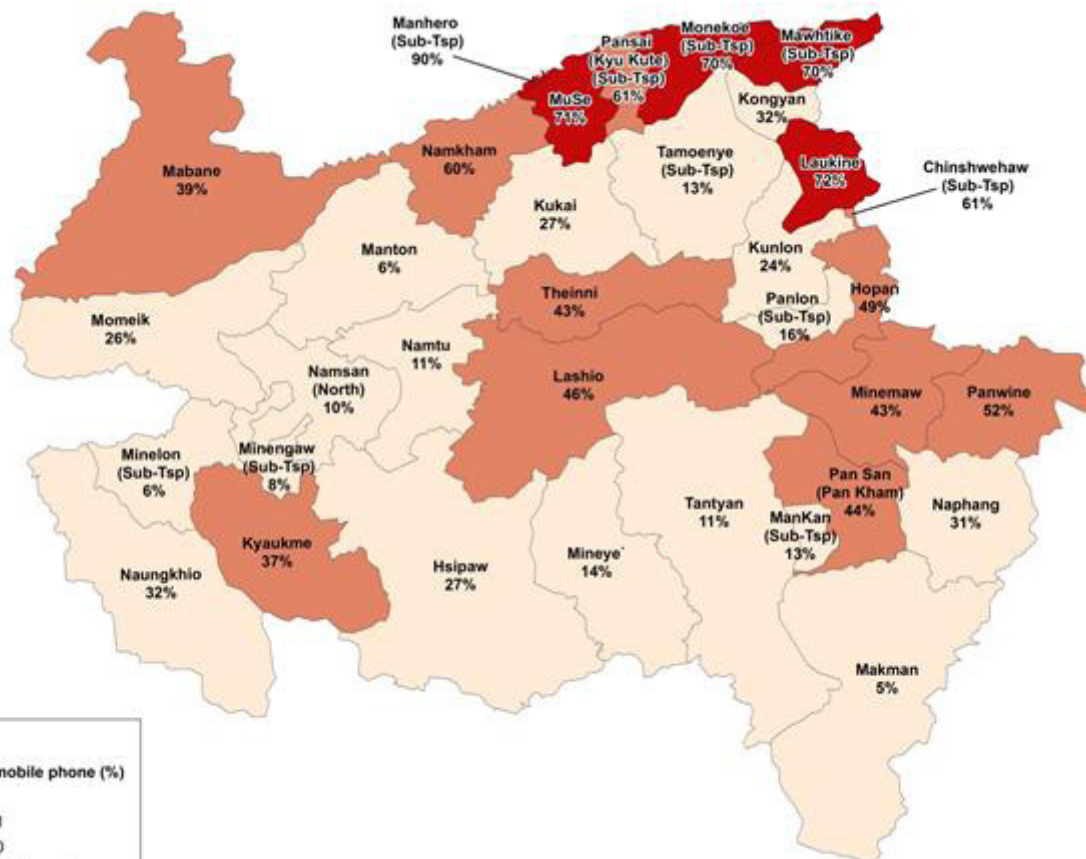 Manhero
(Sub-Tsp)
90%
Pansai
(Kyu Kute)
(Sub-Tsp)
61%
Monekoe
(Sub-Tsp)
70%
Mawhtike
(Sub-Tsp)
70%
MuSe
71%
Kongyan
32%
Mabane
39%
Namkham
60%
Tamoenye
(Sub-Tsp)
13%
Laukine
72%
Chinshwehaw
(Sub-Tsp)
61%
Kukai
27%
Manton
6%
Kunlon
24%
Theinni
43%
Hopan
49%
Panlon
(Sub-Tsp)
16%
Momeik
26%
Namtu
11%
Namsan
(North)
10%
Lashio
46%
Minemaw
43%
Panwine
52%
Minelon
(Sub-Tsp)
6%
Minengaw
(Sub-Tsp)
8%
Pan San
(Pan Kham)
44%
Tantyan
11%
ManKan
(Sub-Tsp)
13%
Naphang
31%
Kyaukme
37%
Naungkhio
32%
Hsipaw
27%
Mineye`
14%
Makman
5%
mobile phone (%)